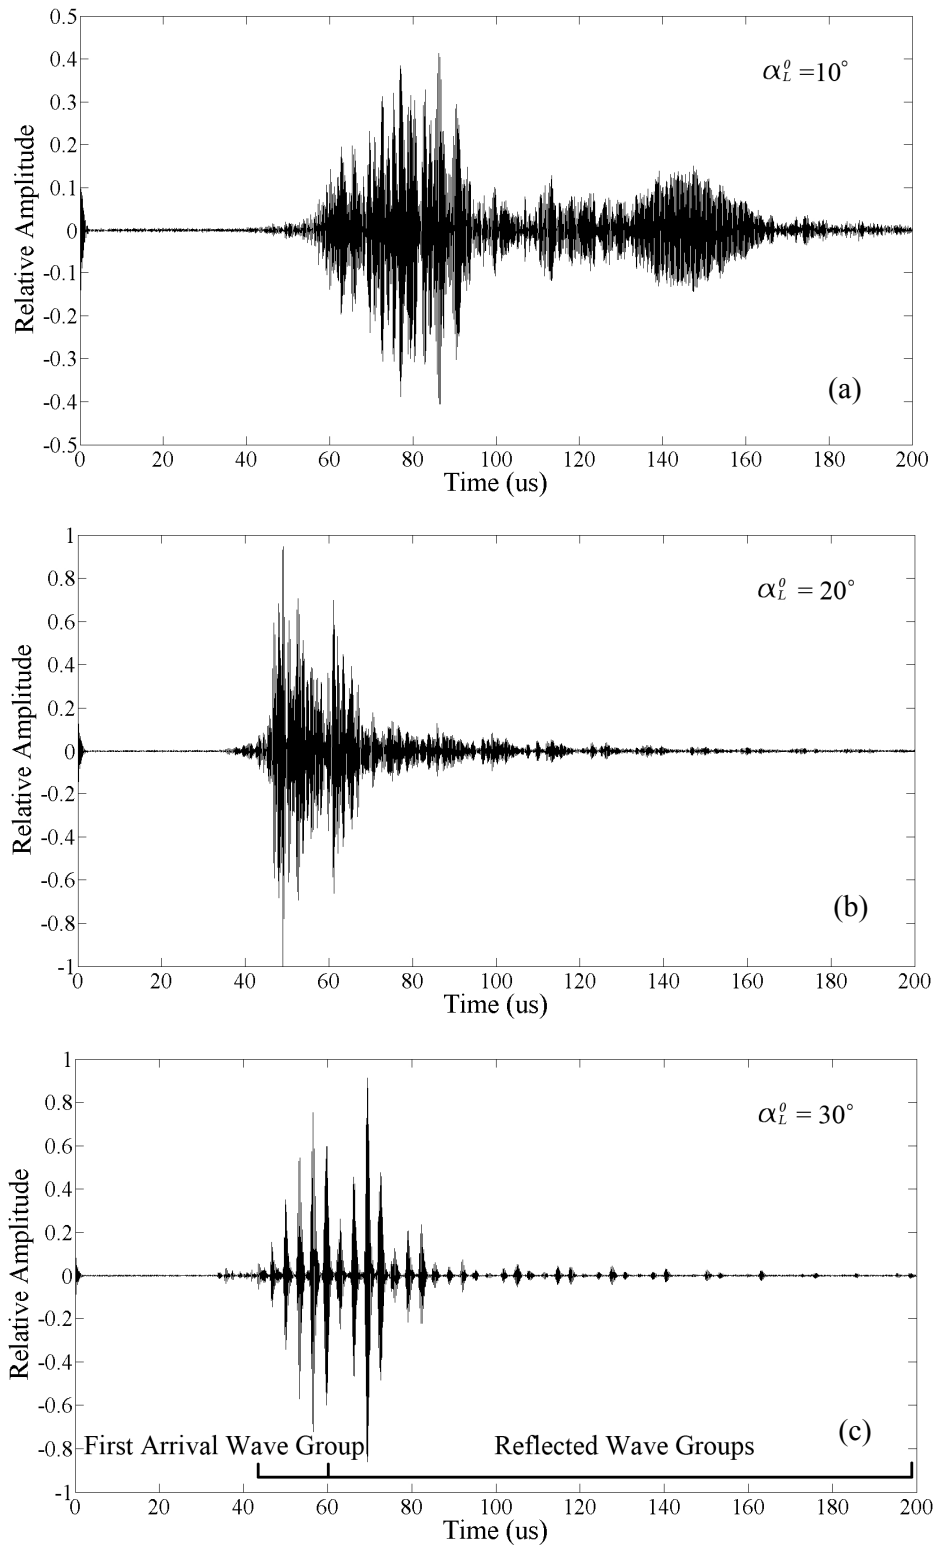 0.5
0.4
0.3
0.2
0.1
0
-0.1
-0.2
-0.3
-0.4
-0.5
Relative Amplitude
α_L^0 =10°
(a)
0 20 40 60 80 100 120 140 160 180 200
Time (us)
1
0.8
0.6
0.4
0.2
0
-0.2
-0.4
-0.6
-0.8
-1
Relative Amplitude
α_L^0 = 20°
(b)
0 20 40 60 80 100 120 140 160 180 200
Time (us)
1
0.8
0.6
0.4
0.2
0
-0.2
-0.4
-0.6
-0.8
-1
Relative Amplitude
α_L^0 = 30°
(c)
First Arrival Wave Group
Reflected Wave Groups
0 20 40 60 80 100 120 140 160 180 200
Time (us)